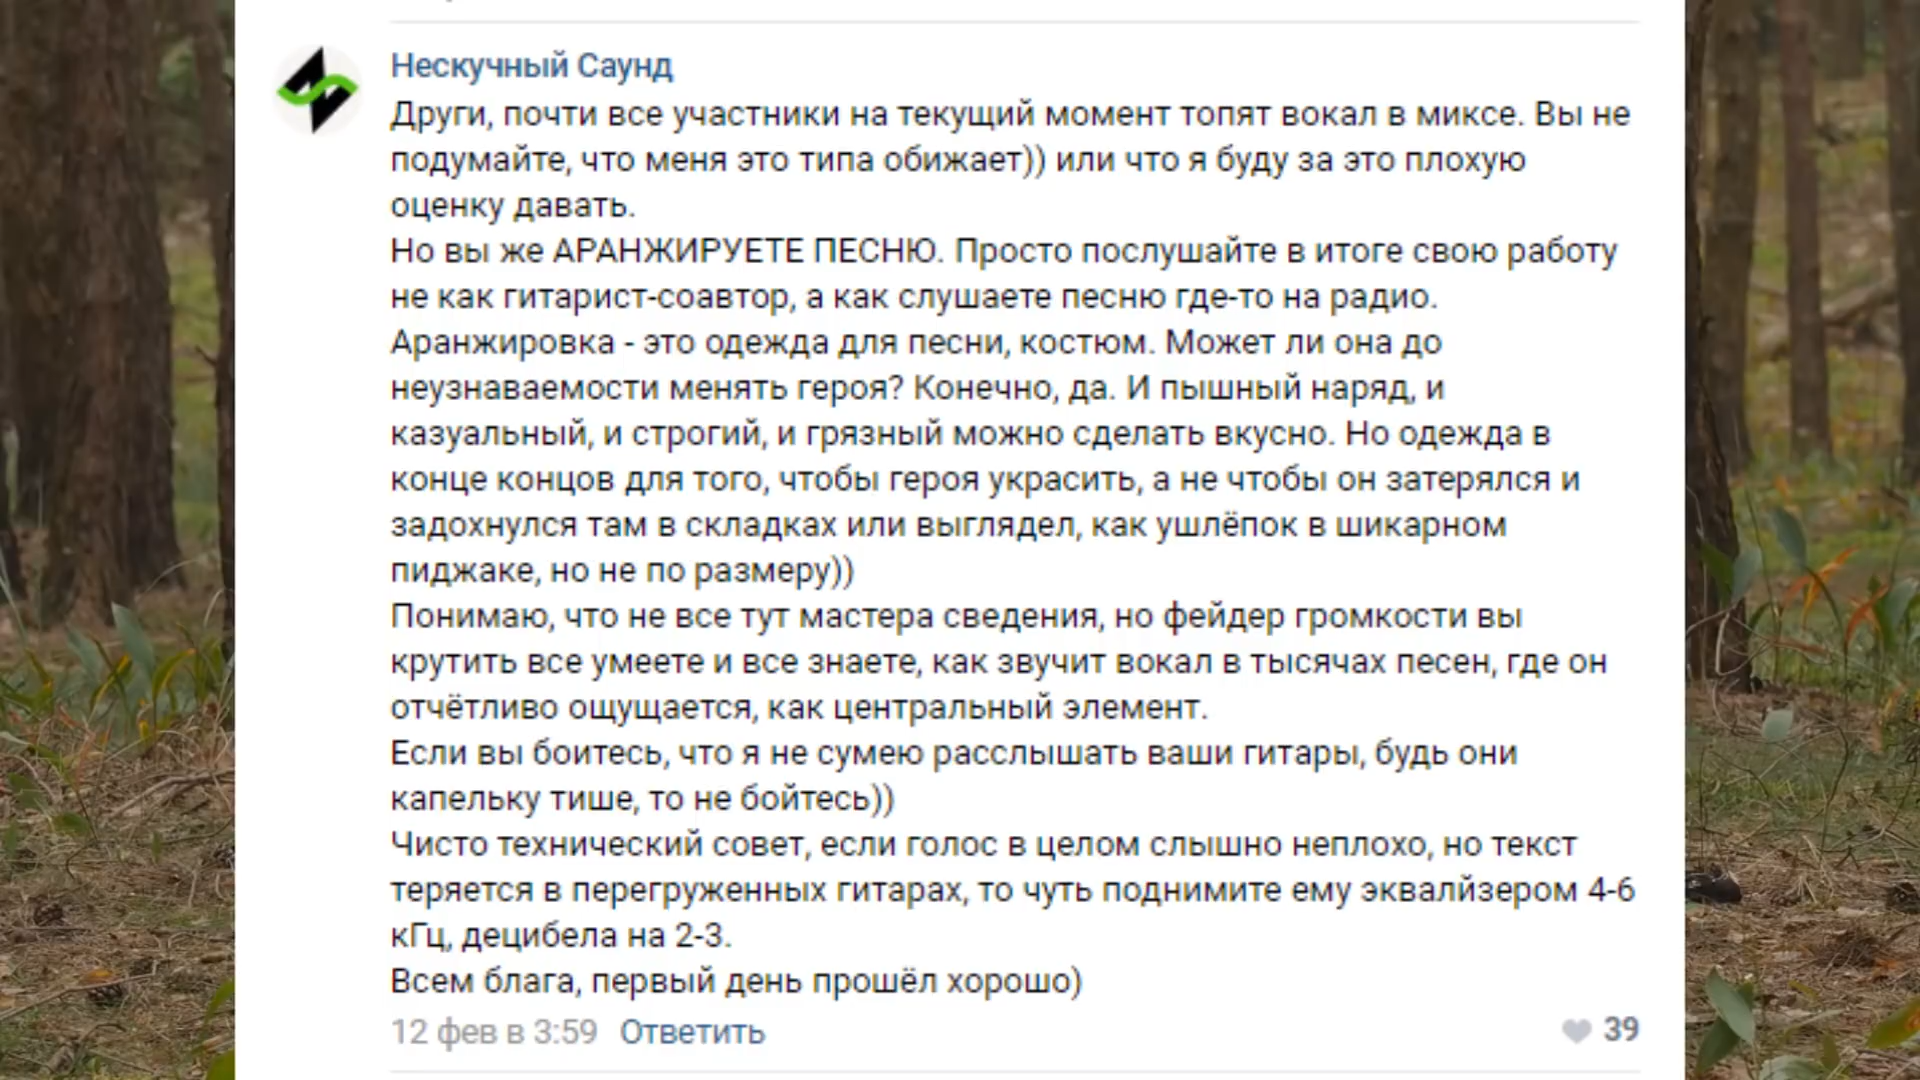 Нескучный Саунд
Други, почти все участники на текущий момент топят вокал в миксе. Вы не
подумайте, что меня это типа обижает)) или что я буду за это плохую
оценку давать.
Но вы же АРАНЖИРУЕТЕ ПЕСНЮ. Просто послушайте в итоге свою работу
не как гитарист-соавтор, а как слушаете песню где-то на радио.
Аранжировка - это одежда для песни, костюм. Может ли она до
неузнаваемости менять героя? Конечно, да. И пышный наряд, и
казуальный, и строгий, и грязный можно сделать вкусно. Но одежда в
конце концов для того, чтобы героя украсить, а не чтобы он затерялся и
задохнулся там в складках или выглядел, как ушлёпок в шикарном
пиджаке, но не по размеру))
Понимаю, что не все тут мастера сведения, но фейдер громкости вы
крутить все умеете и все знаете, как звучит вокал в тысячах песен, где он
отчётливо ощущается, как центральный элемент.
Если вы боитесь, что я не сумею расслышать ваши гитары, будь они
капельку тише, то не бойтесь))
Чисто технический совет, если голос в целом слышно неплохо, но текст
теряется в перегруженных гитарах, то чуть поднимите ему эквалйзером 4-6
кГц, децибела на 2-3.
Всем блага, первый день прошёл хорошо)
12 фев в 3:59 Ответить 39